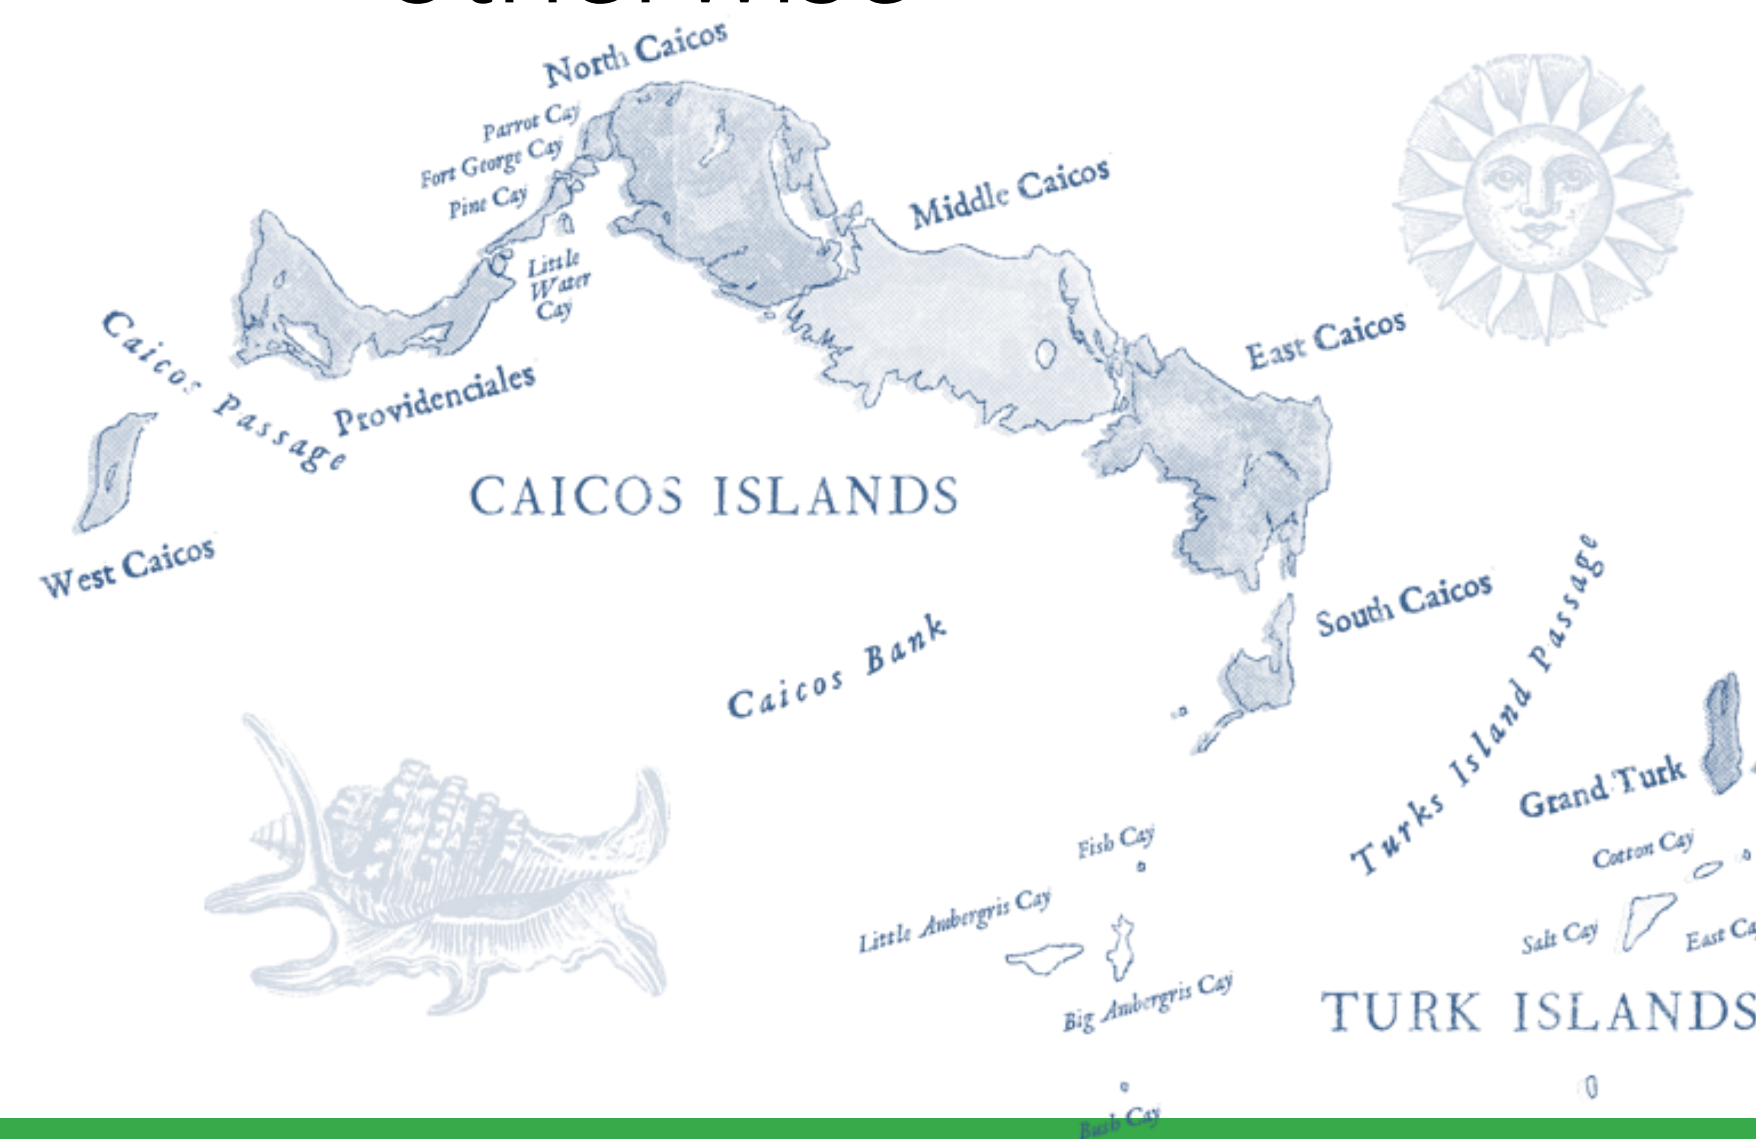 North Caicos
Parrot Cay
Fort George Cay
Pine Cay
Middle Caicos
Little
Water
Cay
Caicos Passage
East Caicos
Providenciales
CAICOS ISLANDS
West Caicos
South Caicos
Caicos Bank
Turks Island Passage
Grand Turk
Fish Cay
Cotton Cay
Little Ambergris Cay
Salt Cay
East
Big Ambergris Cay
TURK ISLANDS
Bush Cay